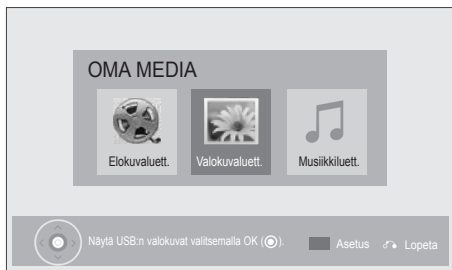 OMA MEDIA
Elokuvaluett. Valokuvaluett. Musiikkiluett.
Näytä USB:n valokuvat valitsemalla OK (◉). Asetus Lopeta